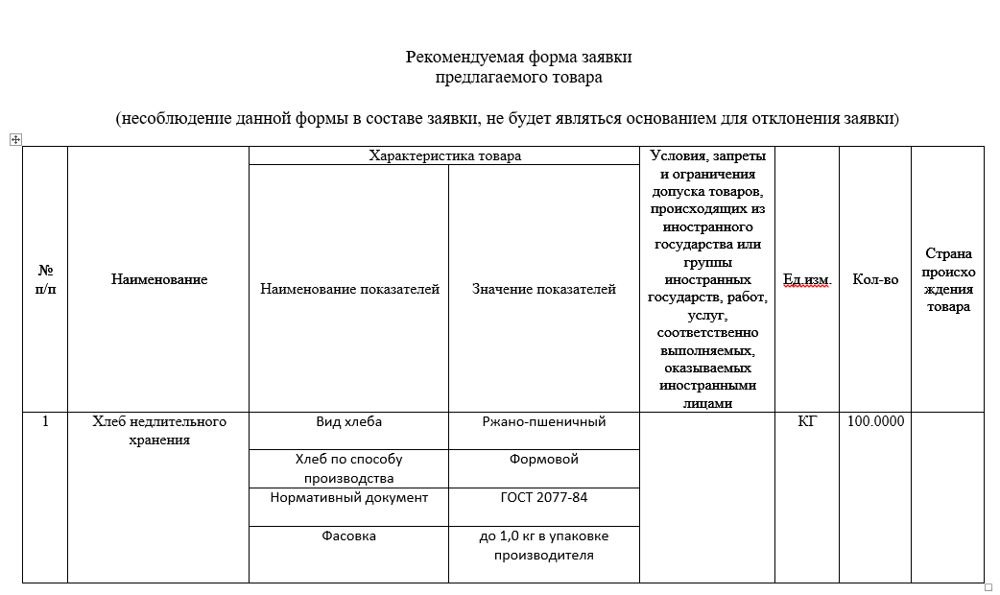 Рекомендуемая форма заявки
предлагаемого товара
(несоблюдение данной формы в составе заявки, не будет являться основанием для отклонения заявки)
№
п/п
Наименование
Характеристика товара
Наименование показателей
Значение показателей
Условия, запреты
и ограничения
допуска товаров,
происходящих из
иностранного
государства или
группы
иностранных
государств, работ,
услуг,
соответственно
выполняемых,
оказываемых
иностранными
лицами
Ед.изм.
Кол-во
Страна
происхо
ждения
товара
1
Хлеб недлительного
хранения
Вид хлеба
Ржано-пшеничный
Хлеб по способу
производства
Формовой
Нормативный документ
ГОСТ 2077-84
Фасовка
до 1,0 кг в упаковке
производителя
КГ
100.0000